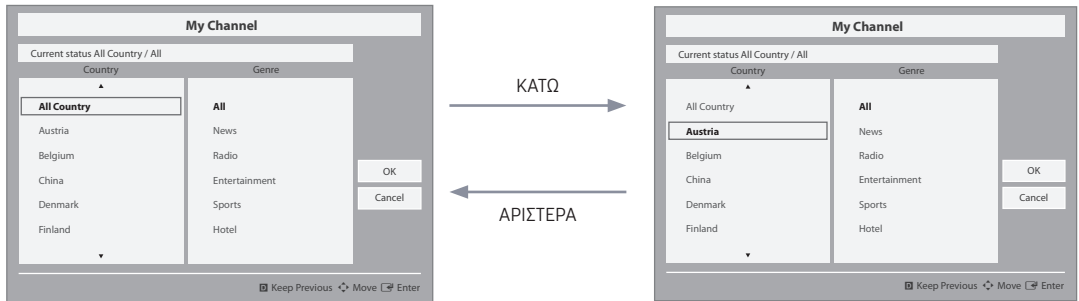 My Channel
Current status All Country / All
Country Genre
▲
All Country All
Austria News
Belgium Radio
China Entertainment
Denmark Sports
Finland Hotel
▼
OK
Cancel
D Keep Previous Move Enter
ΚΑΤΩ
ΑΡΙΣΤΕΡΑ
My Channel
Current status All Country / All
Country Genre
▲
All Country All
Austria News
Belgium Radio
China Entertainment
Denmark Sports
Finland Hotel
▼
OK
Cancel
D Keep Previous Move Enter